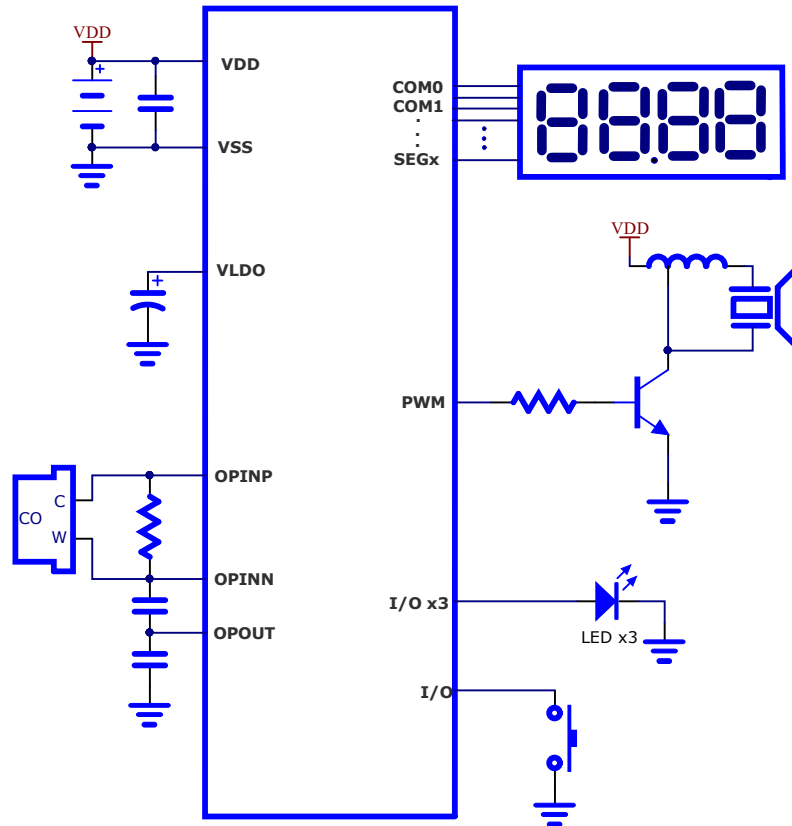 VDD
VDD
COM0
COM1
VSS
SEGx
VDD
VLDO
PWM
OPINP
C
CO
W
OPINN
I/O x3
OPOUT
LED x3
I/O